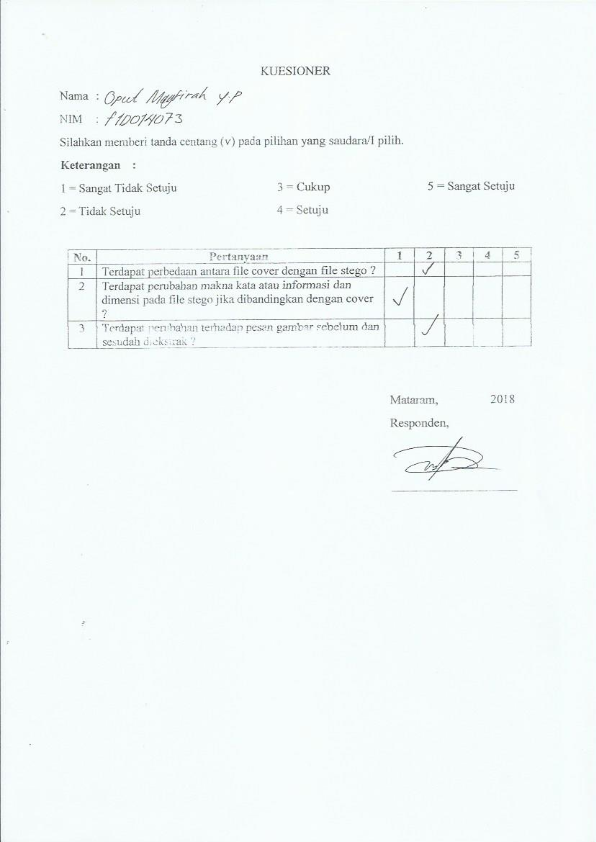 KUESIONER
Nama : Opul Magfirah Y.P
NIM : f1D014073
Silahkan memberi tanda centang (v) pada pilihan yang saudara/I pilih.
Keterangan :
1 = Sangat Tidak Setuju 3 = Cukup 5 = Sangat Setuju
2 = Tidak Setuju 4 = Setuju
No. Pertanyaan 1 2 3 4 5
1 Terdapat perbedaan antara file cover dengan file stego ? ✓
2 Terdapat perubahan makna kata atau informasi dan
dimensi pada file stego jika dibandingkan dengan cover ✓
?
3 Terdapat perubahan terhadap pesan gambar sebelum dan ✓
sesudah diekstrak ?
Mataram, 2018
Responden,